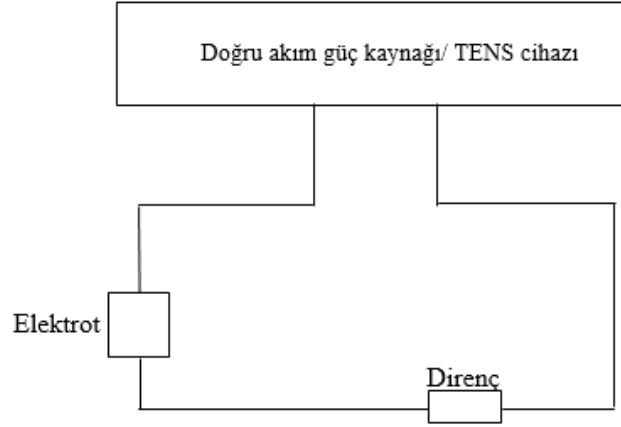 Doğru akım güç kaynağı/ TENS cihazı
Elektrot
Direnç